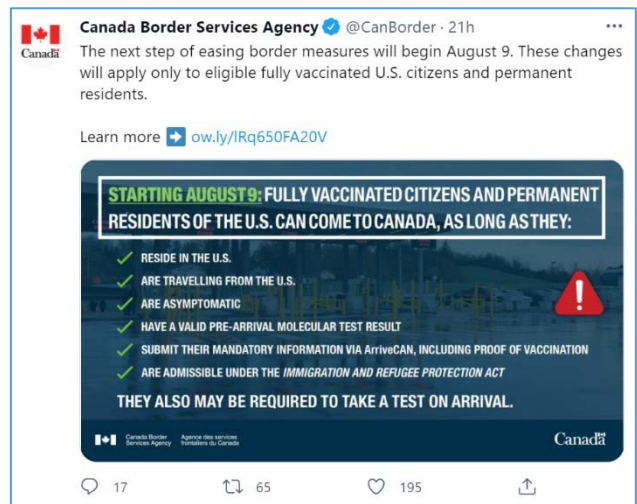 Canada Border Services Agency @CanBorder · 21h
Canada
The next step of easing border measures will begin August 9. These changes
will apply only to eligible fully vaccinated U.S. citizens and permanent
residents.
Learn more ➡ ow.ly/lRq650FA20V
STARTING AUGUST 9: FULLY VACCINATED CITIZENS AND PERMANENT
RESIDENTS OF THE U.S. CAN COME TO CANADA, AS LONG AS THEY:
RESIDE IN THE U.S.
ARE TRAVELLING FROM THE U.S.
ARE ASYMPTOMATIC
HAVE A VALID PRE-ARRIVAL MOLECULAR TEST RESULT
SUBMIT THEIR MANDATORY INFORMATION VIA ArriveCAN, INCLUDING PROOF OF VACCINATION
ARE ADMISSIBLE UNDER THE IMMIGRATION AND REFUGEE PROTECTION ACT
THEY ALSO MAY BE REQUIRED TO TAKE A TEST ON ARRIVAL.
Canada Border Agence des services
Services Agency frontaliers du Canada
Canada
17 65 195